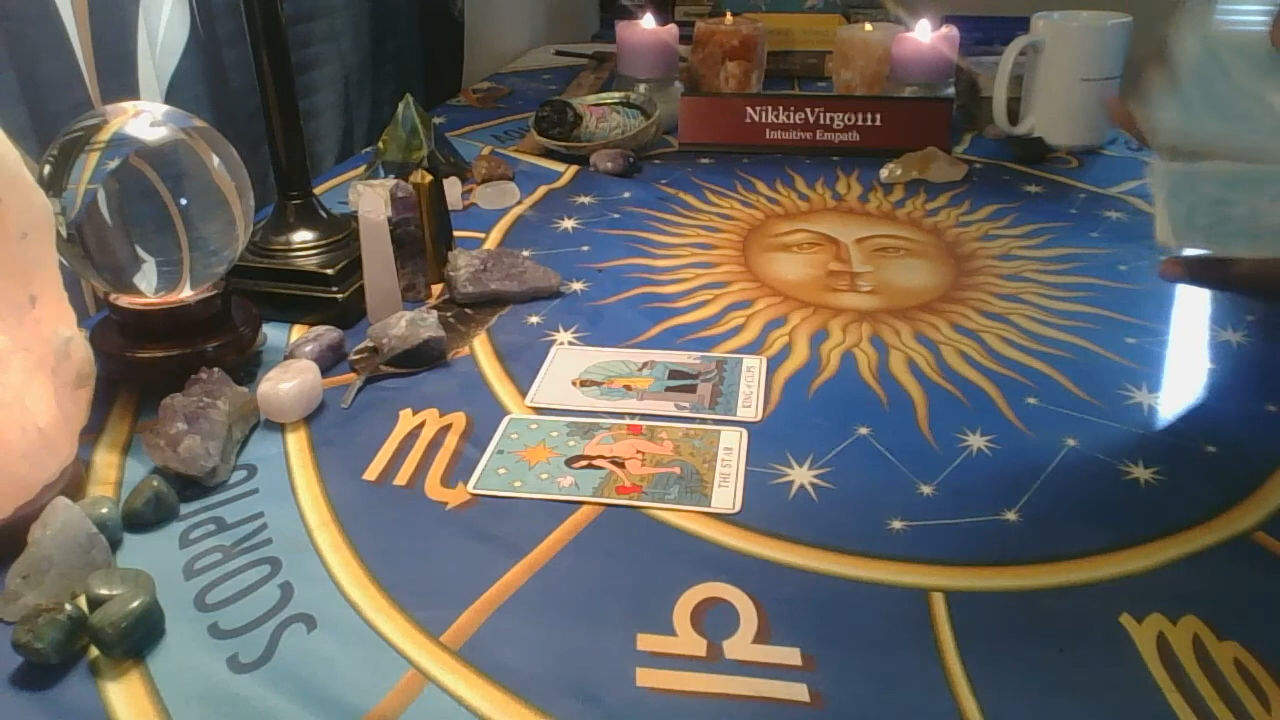 NikkieVirgo111
Intuitive Empath
KING of CUPS
THE STAR
SCORPIO